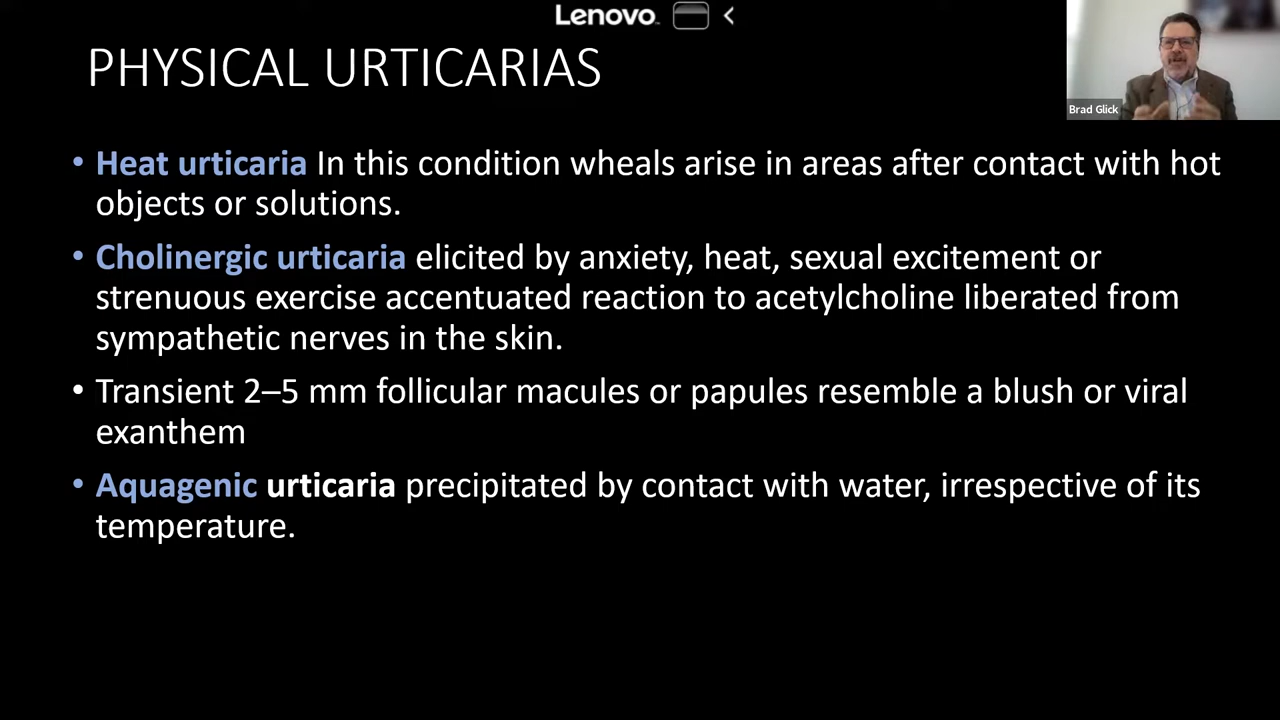 Lenovo
PHYSICAL URTICARIAS
Brad Glick
• Heat urticaria In this condition wheals arise in areas after contact with hot
objects or solutions.
• Cholinergic urticaria elicited by anxiety, heat, sexual excitement or
strenuous exercise accentuated reaction to acetylcholine liberated from
sympathetic nerves in the skin.
• Transient 2–5 mm follicular macules or papules resemble a blush or viral
exanthem
• Aquagenic urticaria precipitated by contact with water, irrespective of its
temperature.